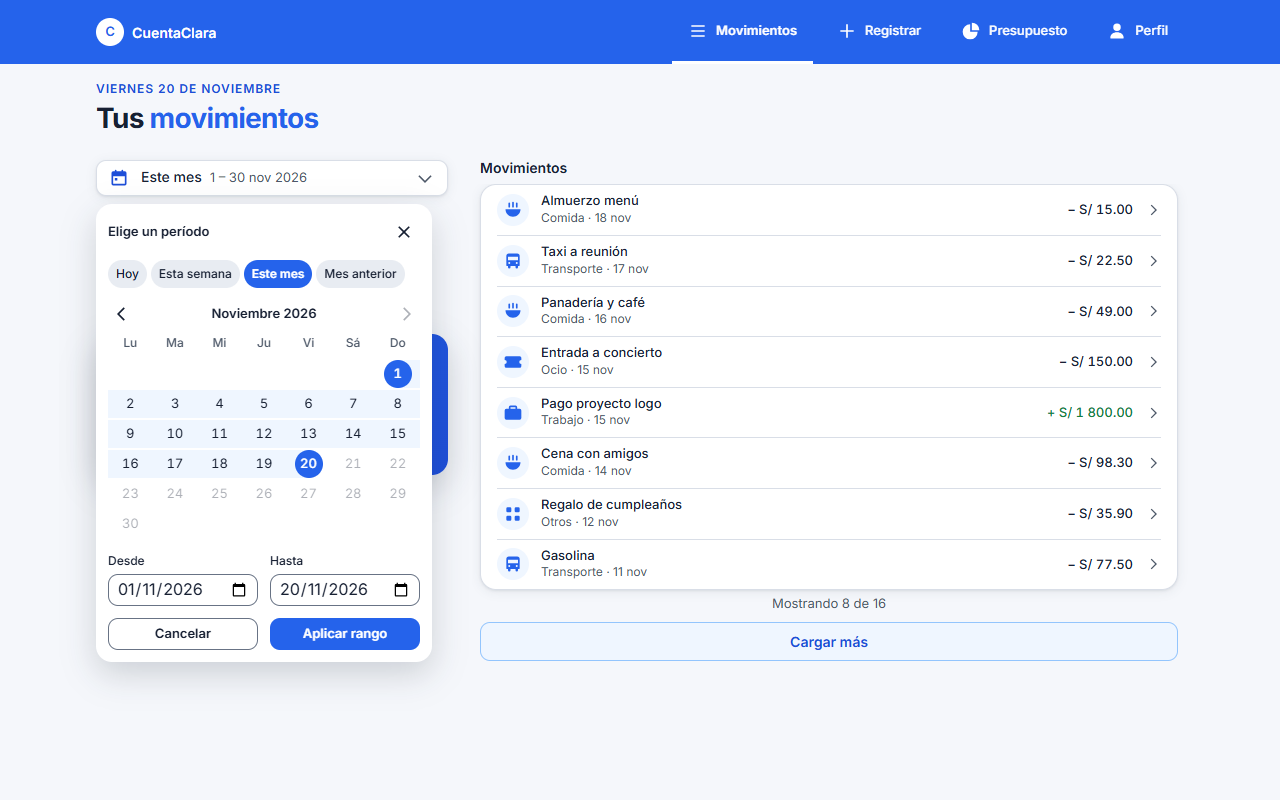 C CuentaClara
Movimientos
Registrar
Presupuesto
Perfil
VIERNES 20 DE NOVIEMBRE
Tus movimientos
Este mes 1 – 30 nov 2026
Elige un período
Hoy Esta semana Este mes Mes anterior
Noviembre 2026
Lu Ma Mi Ju Vi Sá Do
1
2 3 4 5 6 7 8
9 10 11 12 13 14 15
16 17 18 19 20 21 22
23 24 25 26 27 28 29
30
Desde Hasta
01/11/2026 20/11/2026
Cancelar Aplicar rango
Movimientos
Almuerzo menú
Comida · 18 nov
– S/ 15.00
Taxi a reunión
Transporte · 17 nov
– S/ 22.50
Panadería y café
Comida · 16 nov
– S/ 49.00
Entrada a concierto
Ocio · 15 nov
– S/ 150.00
Pago proyecto logo
Trabajo · 15 nov
+ S/ 1 800.00
Cena con amigos
Comida · 14 nov
– S/ 98.30
Regalo de cumpleaños
Otros · 12 nov
– S/ 35.90
Gasolina
Transporte · 11 nov
– S/ 77.50
Mostrando 8 de 16
Cargar más